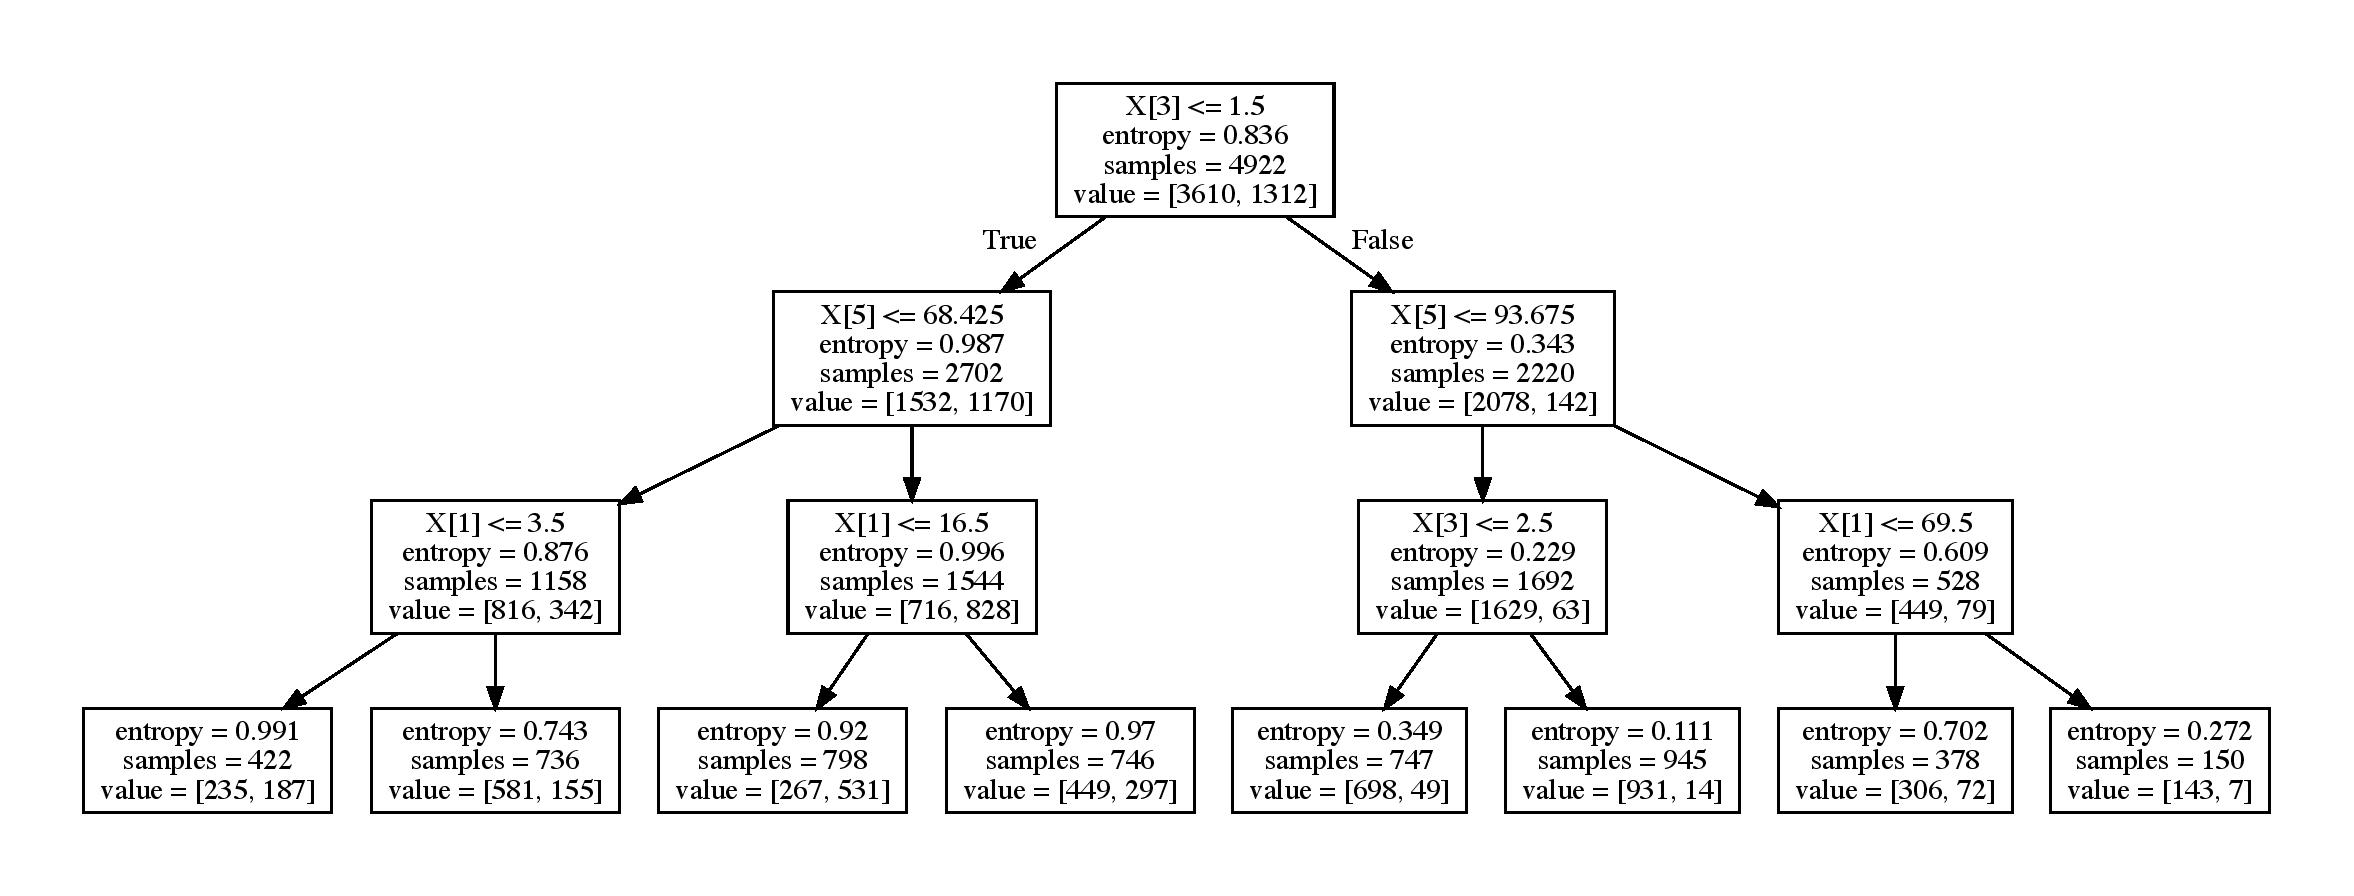 X[3] <= 1.5
entropy = 0.836
samples = 4922
value = [3610, 1312]
True
False
X[5] <= 68.425
entropy = 0.987
samples = 2702
value = [1532, 1170]
X[5] <= 93.675
entropy = 0.343
samples = 2220
value = [2078, 142]
X[1] <= 3.5
entropy = 0.876
samples = 1158
value = [816, 342]
X[1] <= 16.5
entropy = 0.996
samples = 1544
value = [716, 828]
X[3] <= 2.5
entropy = 0.229
samples = 1692
value = [1629, 63]
X[1] <= 69.5
entropy = 0.609
samples = 528
value = [449, 79]
entropy = 0.991
samples = 422
value = [235, 187]
entropy = 0.743
samples = 736
value = [581, 155]
entropy = 0.92
samples = 798
value = [267, 531]
entropy = 0.97
samples = 746
value = [449, 297]
entropy = 0.349
samples = 747
value = [698, 49]
entropy = 0.111
samples = 945
value = [931, 14]
entropy = 0.702
samples = 378
value = [306, 72]
entropy = 0.272
samples = 150
value = [143, 7]